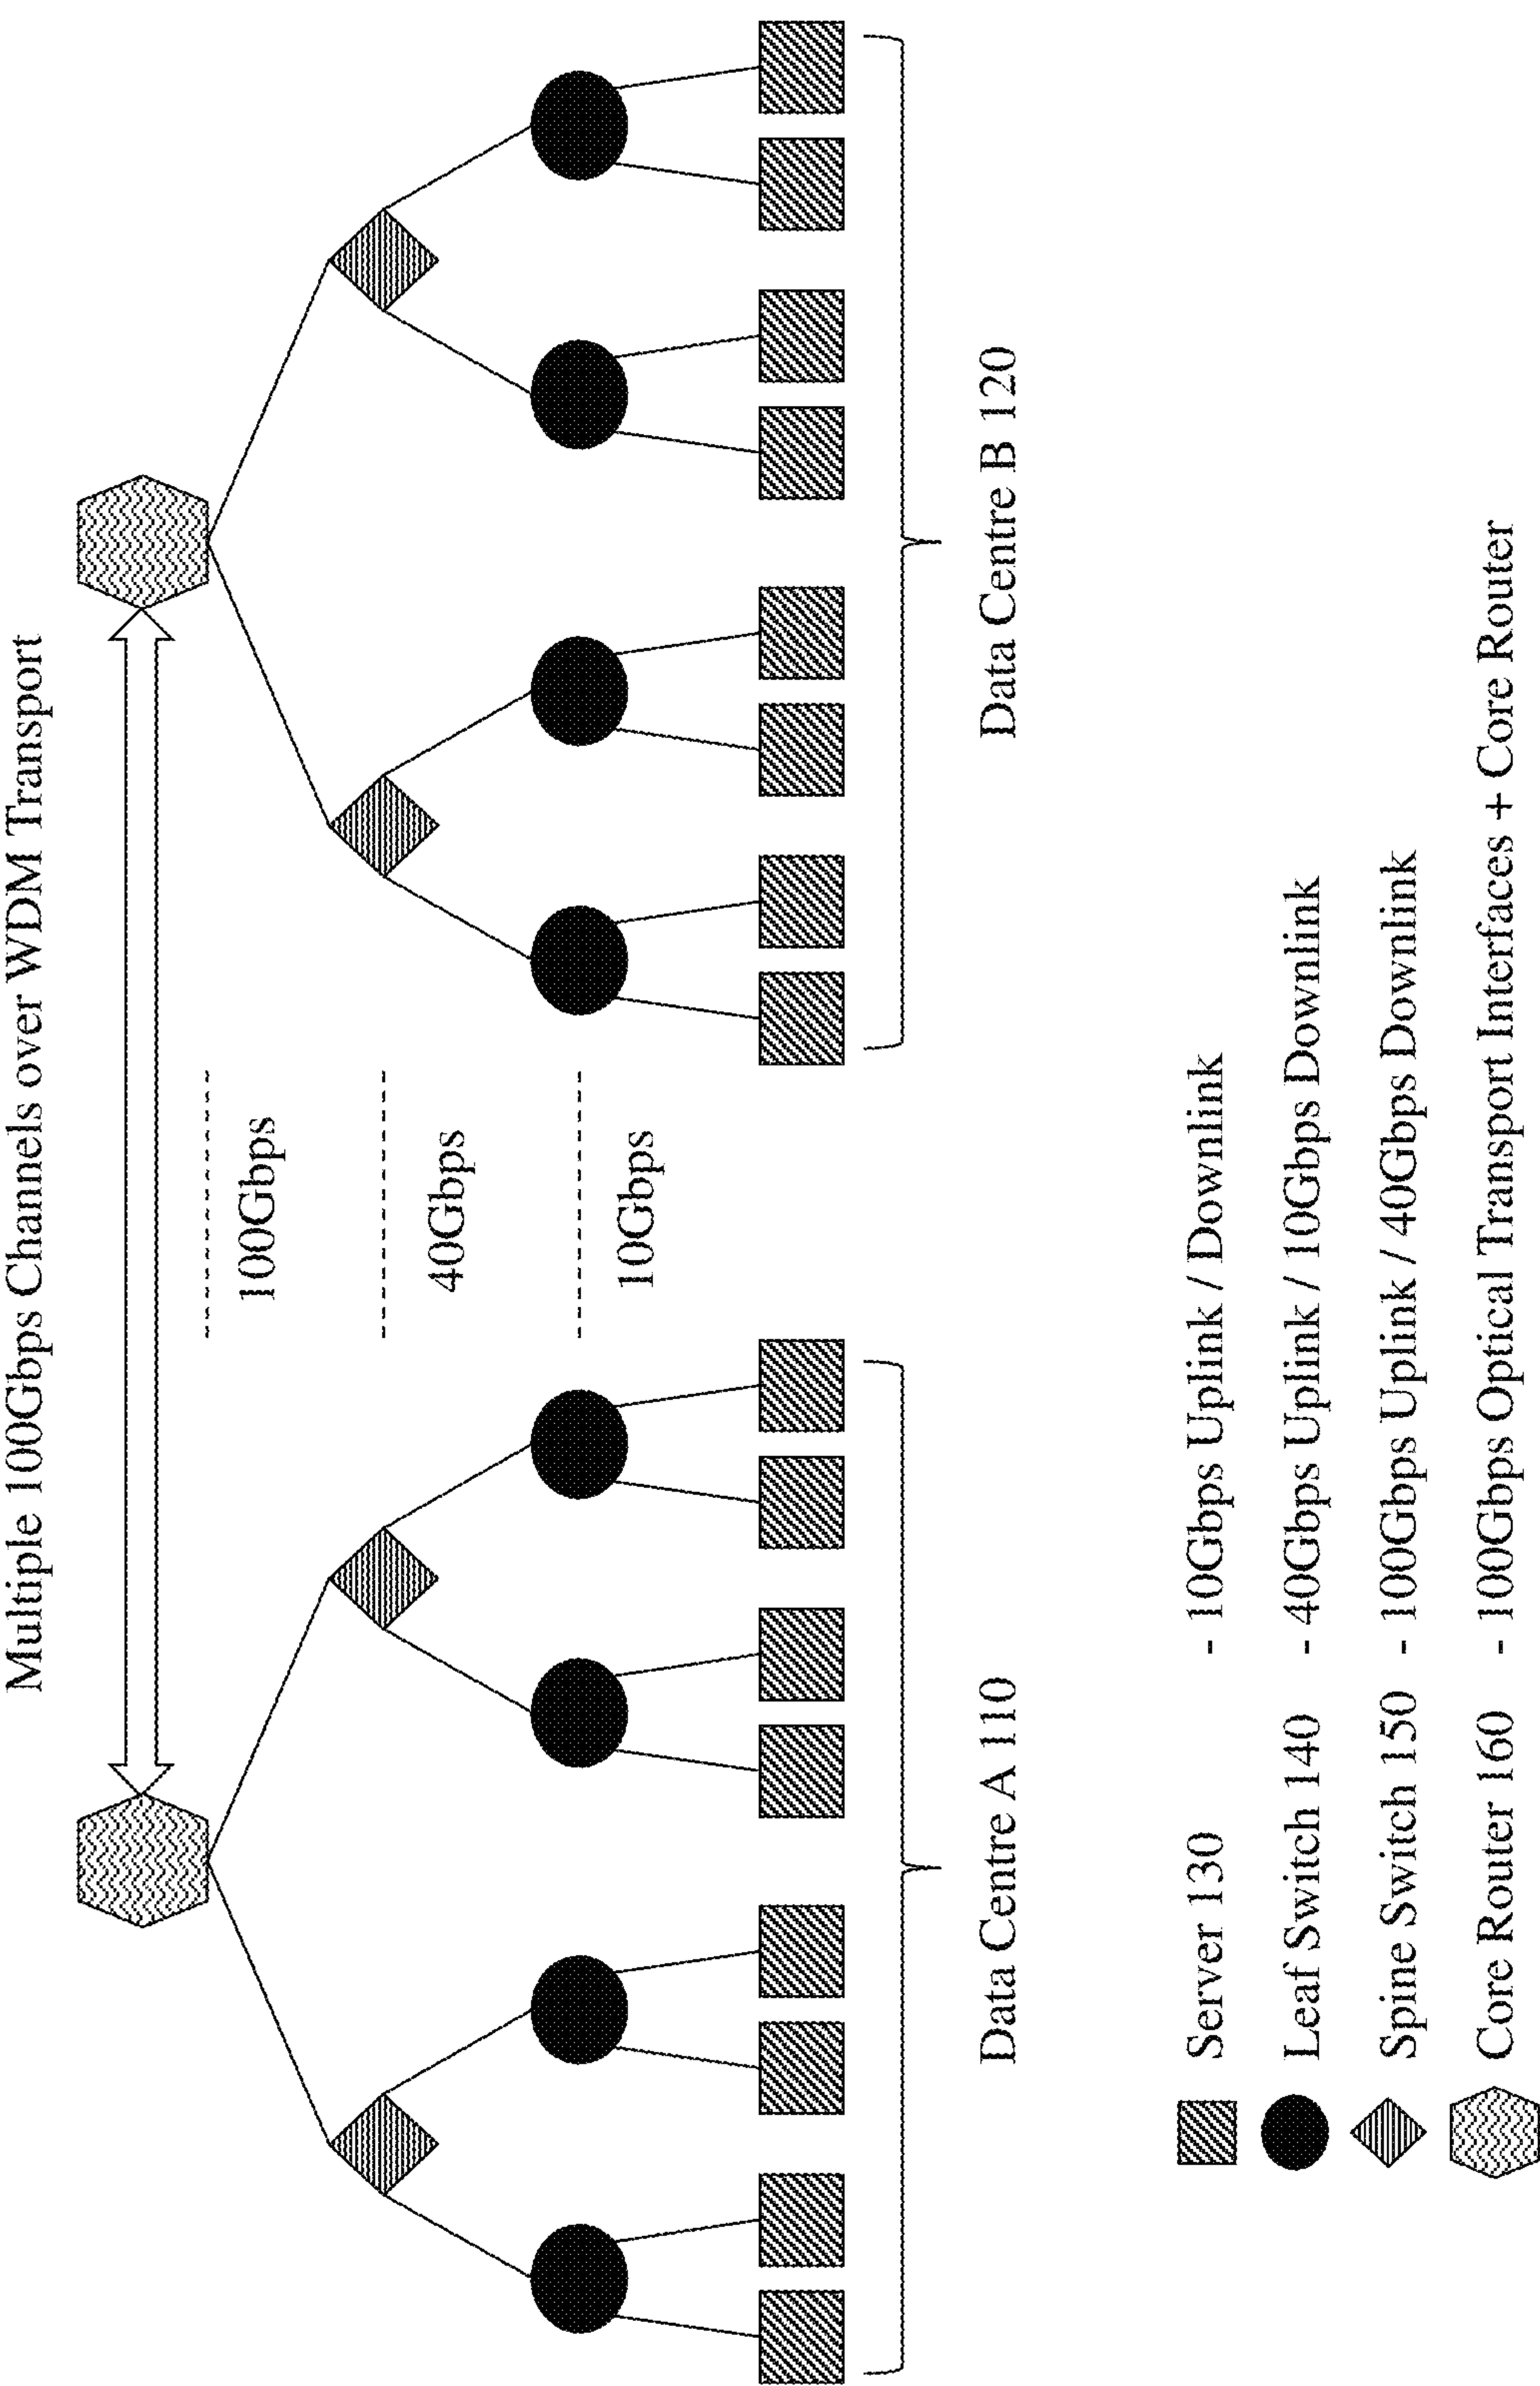 Multiple 100Gbps Channels over WDM Transport
100Gbps
40Gbps
10Gbps
Data Centre A 110
Data Centre B 120
Server 130 - 10Gbps Uplink / Downlink
Leaf Switch 140 - 40Gbps Uplink / 10Gbps Downlink
Spine Switch 150 - 100Gbps Uplink / 40Gbps Downlink
Core Router 160 - 100Gbps Optical Transport Interfaces + Core Router